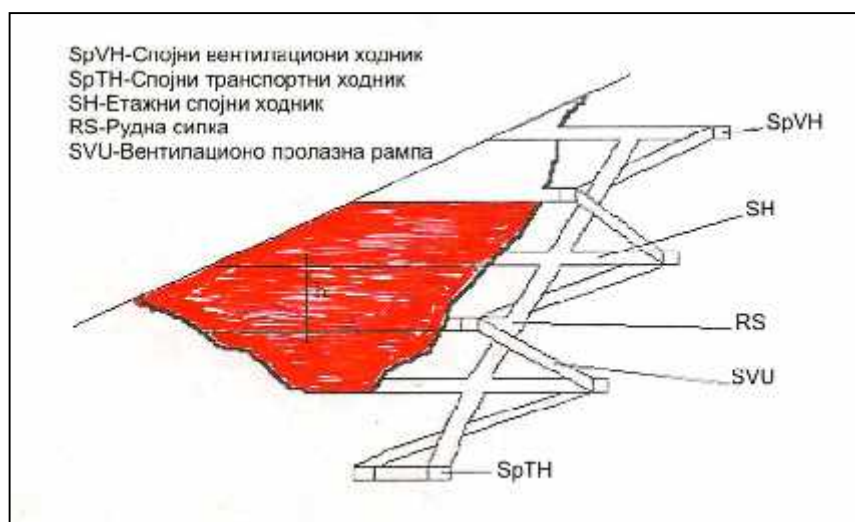 SpVH-Спојни вентилациони ходник
SpTH-Спојни транспортни ходник
SH-Етажни спојни ходник
RS-Рудна сипка
SVU-Вентилационо пролазна рампа
SpVH
SH
RS
SVU
SpTH